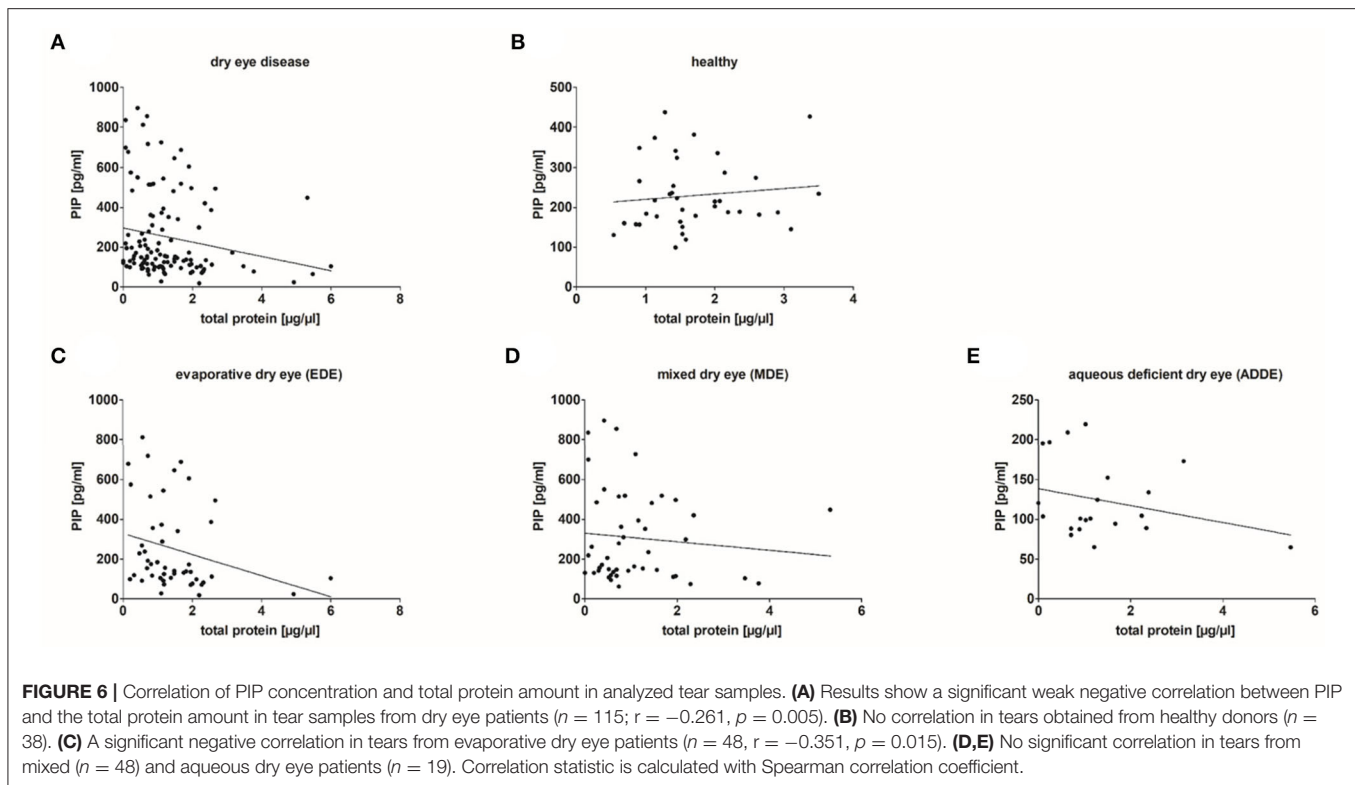 A
dry eye disease
1000
800
600
400
200
0
PIP [pg/ml]
0 2 4 6 8
total protein [µg/µl]
B
healthy
500
400
300
200
100
0
PIP [pg/ml]
0 1 2 3 4
total protein [µg/µl]
C
evaporative dry eye (EDE)
1000
800
600
400
200
0
PIP [pg/ml]
0 2 4 6 8
total protein [µg/µl]
D
mixed dry eye (MDE)
1000
800
600
400
200
0
PIP [pg/ml]
0 2 4 6
total protein [µg/µl]
E
aqueous deficient dry eye (ADDE)
250
200
150
100
50
0
PIP [pg/ml]
0 2 4 6
total protein [µg/µl]
FIGURE 6 | Correlation of PIP concentration and total protein amount in analyzed tear samples. (A) Results show a significant weak negative correlation between PIP
and the total protein amount in tear samples from dry eye patients (n = 115; r = −0.261, p = 0.005). (B) No correlation in tears obtained from healthy donors (n =
38). (C) A significant negative correlation in tears from evaporative dry eye patients (n = 48, r = −0.351, p = 0.015). (D,E) No significant correlation in tears from
mixed (n = 48) and aqueous dry eye patients (n = 19). Correlation statistic is calculated with Spearman correlation coefficient.